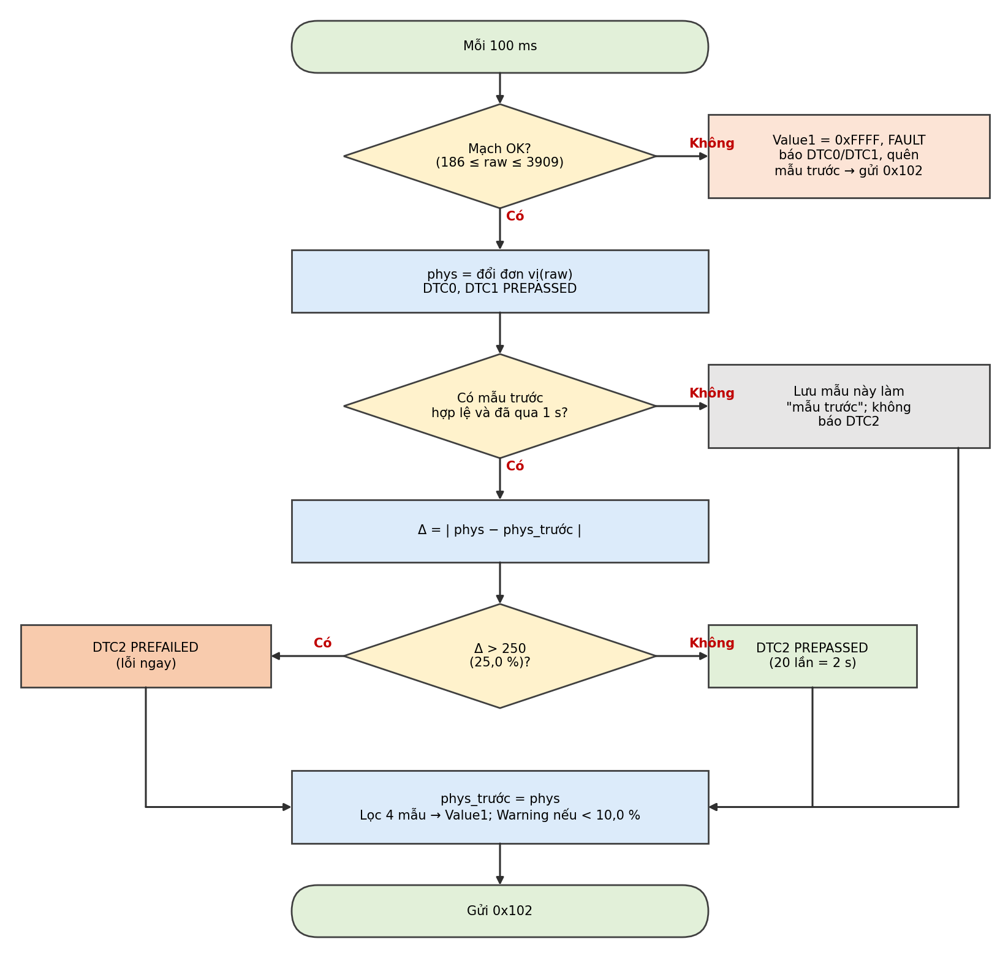 Mỗi 100 ms
Mạch OK?
(186 ≤ raw ≤ 3909)
Không
Value1 = 0xFFFF, FAULT
báo DTC0/DTC1, quên
mẫu trước → gửi 0x102
Có
phys = đổi đơn vị(raw)
DTC0, DTC1 PREPASSED
Có mẫu trước
hợp lệ và đã qua 1 s?
Không
Lưu mẫu này làm
"mẫu trước"; không
báo DTC2
Có
Δ = | phys − phys_trước |
DTC2 PREFAILED
(lỗi ngay)
Có
Δ > 250
(25,0 %)?
Không
DTC2 PREPASSED
(20 lần = 2 s)
phys_trước = phys
Lọc 4 mẫu → Value1; Warning nếu < 10,0 %
Gửi 0x102